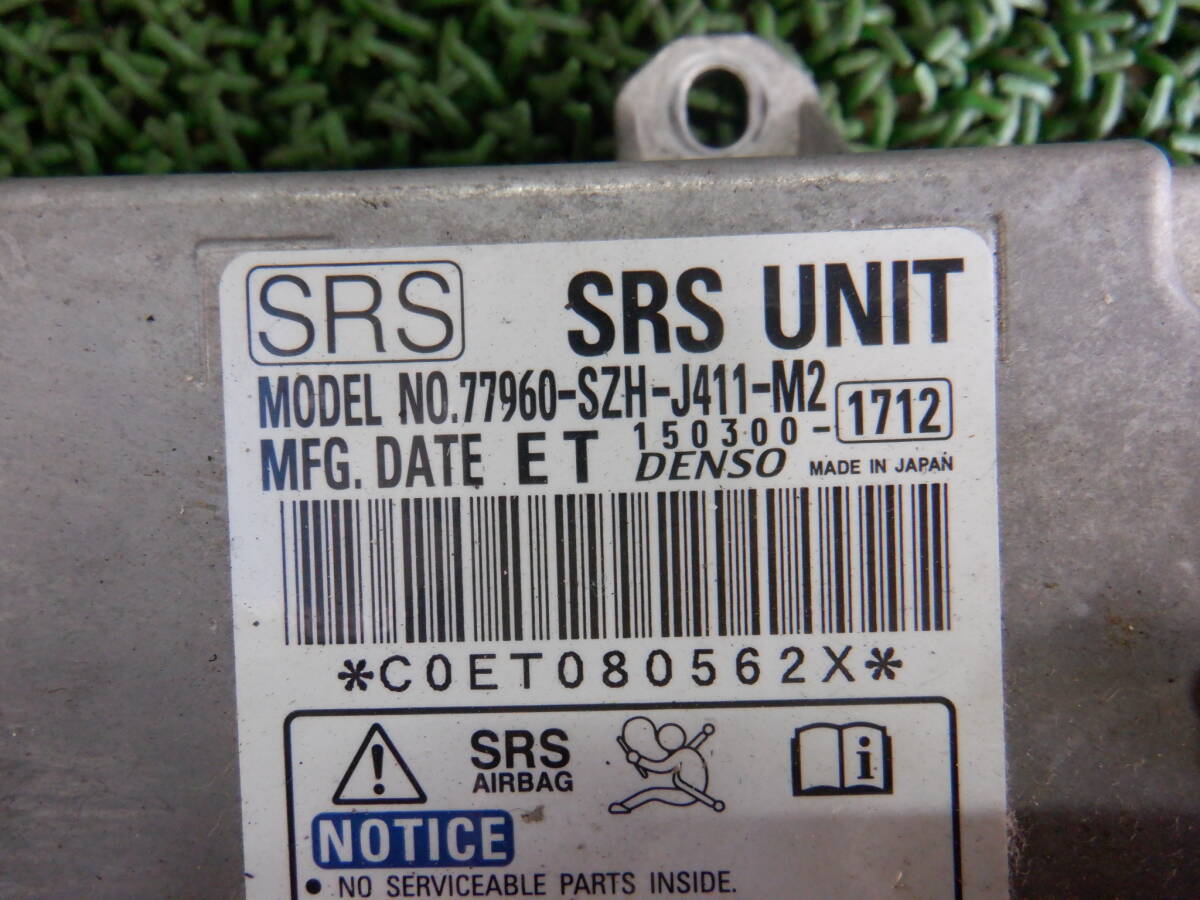 SRS SRS UNIT
MODEL NO.77960-SZH-J411-M2
150300-1712
MFG. DATE E T DENSO MADE IN JAPAN
*C0ET080562X*
SRS
AIRBAG
NOTICE
• NO SERVICEABLE PARTS INSIDE.